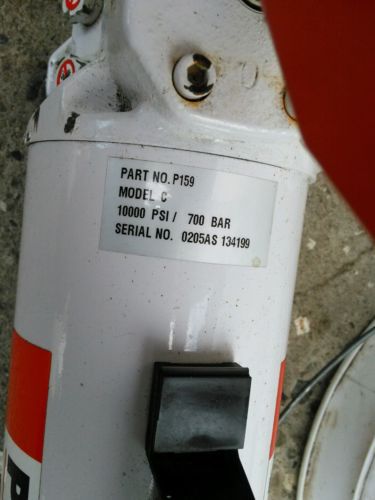 PART NO. P159
MODEL C
10000 PSI / 700 BAR
SERIAL NO. 0205AS 134199